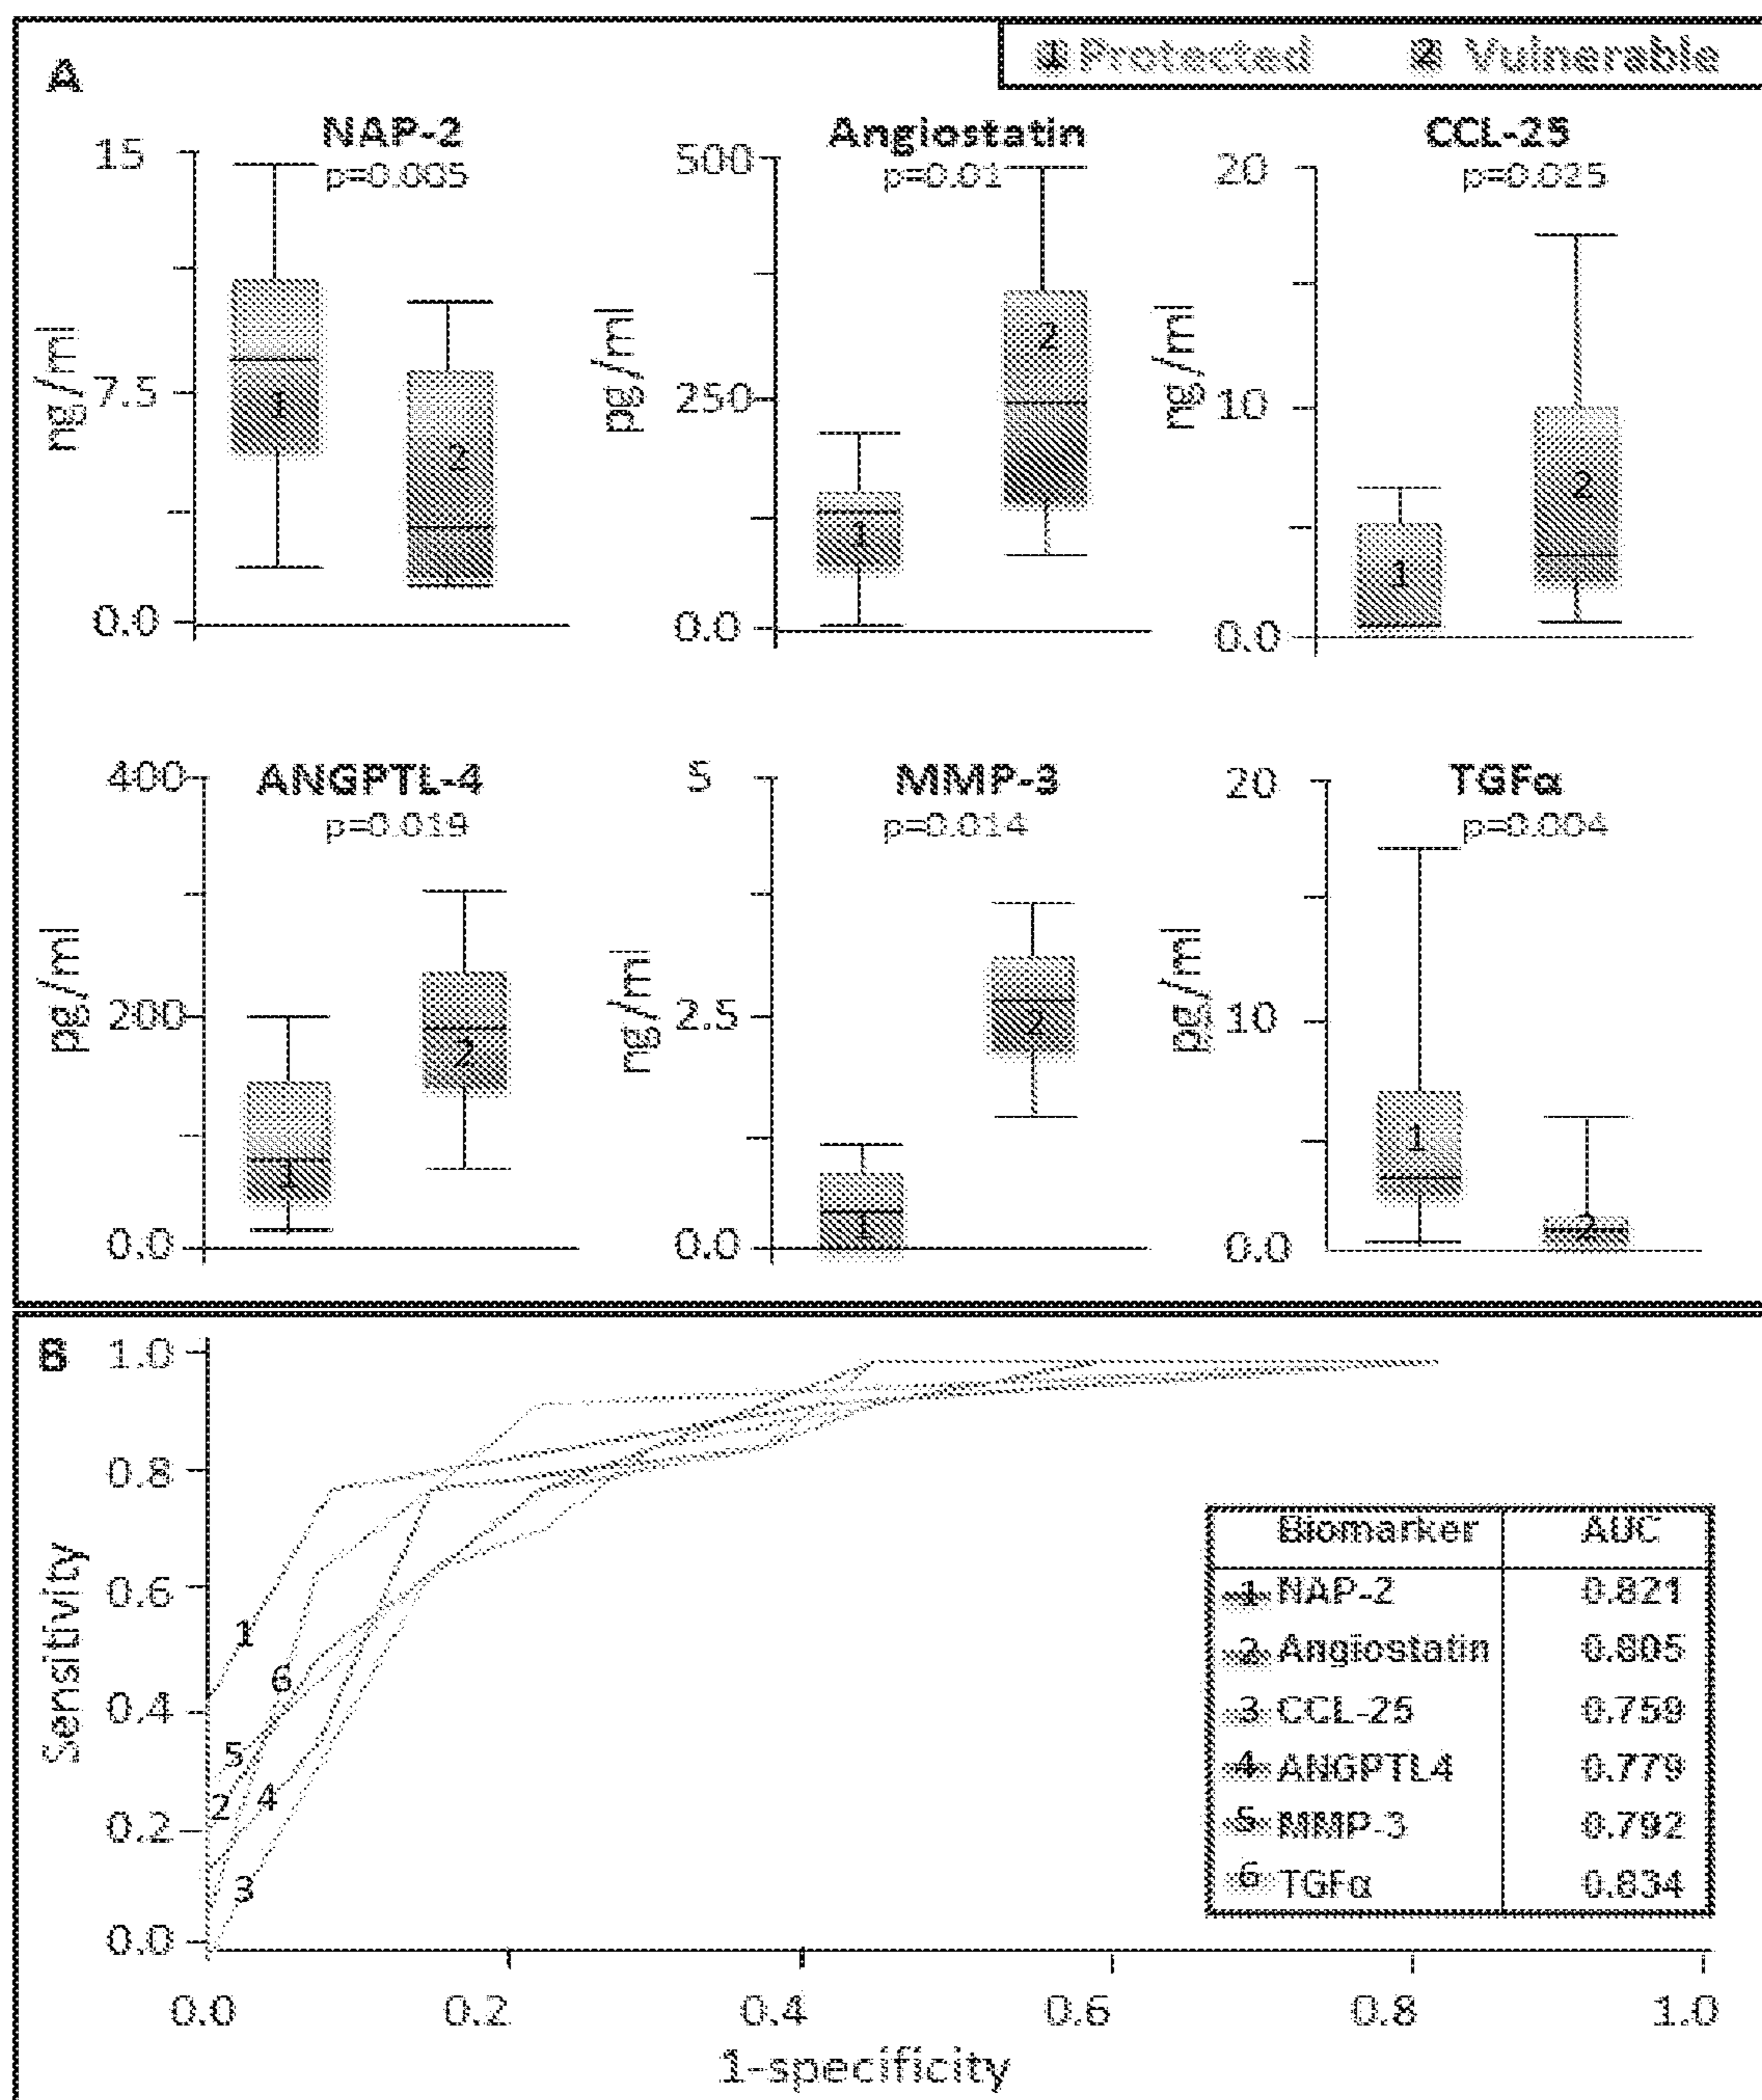 A
1 Protected 2 Vulnerable
NAP-2
p=0.005
15
7.5
0.0
ng/ml
1
2
Angiostatin
p=0.01
500
250
0.0
pg/ml
1
2
CCL-25
p=0.025
20
10
0.0
ng/ml
1
2
ANGPTL-4
p=0.019
400
200
0.0
pg/ml
1
2
MMP-3
p=0.014
5
2.5
0.0
ng/ml
1
2
TGFα
p=0.004
20
10
0.0
pg/ml
1
2
B
1.0
0.8
0.6
0.4
0.2
0.0
Sensitivity
1
6
5
2
4
3
Biomarker AUC
1 NAP-2 0.821
2 Angiostatin 0.805
3 CCL-25 0.759
4 ANGPTL4 0.779
5 MMP-3 0.792
6 TGFα 0.834
0.0 0.2 0.4 0.6 0.8 1.0
1-specificity